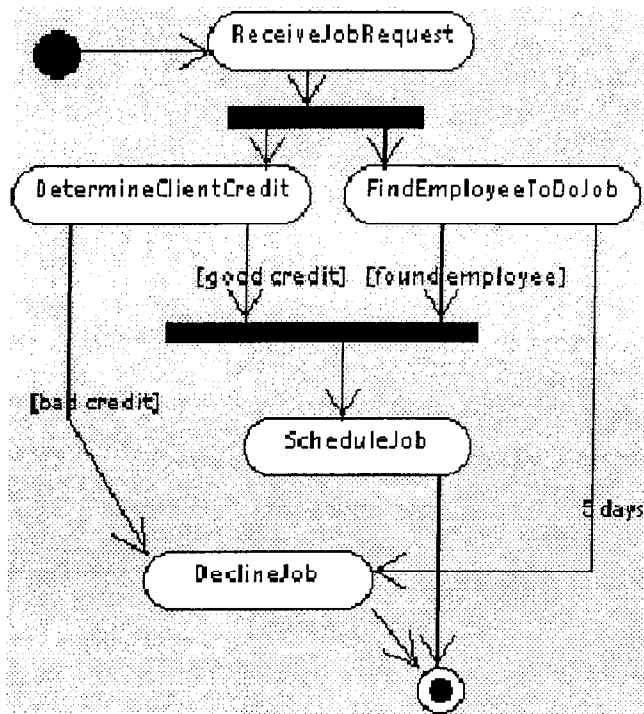 ReceiveJobRequest
DetermineClientCredit
FindEmployeeToDoJob
[good credit]
[found employee]
[bad credit]
ScheduleJob
5 days
DeclineJob